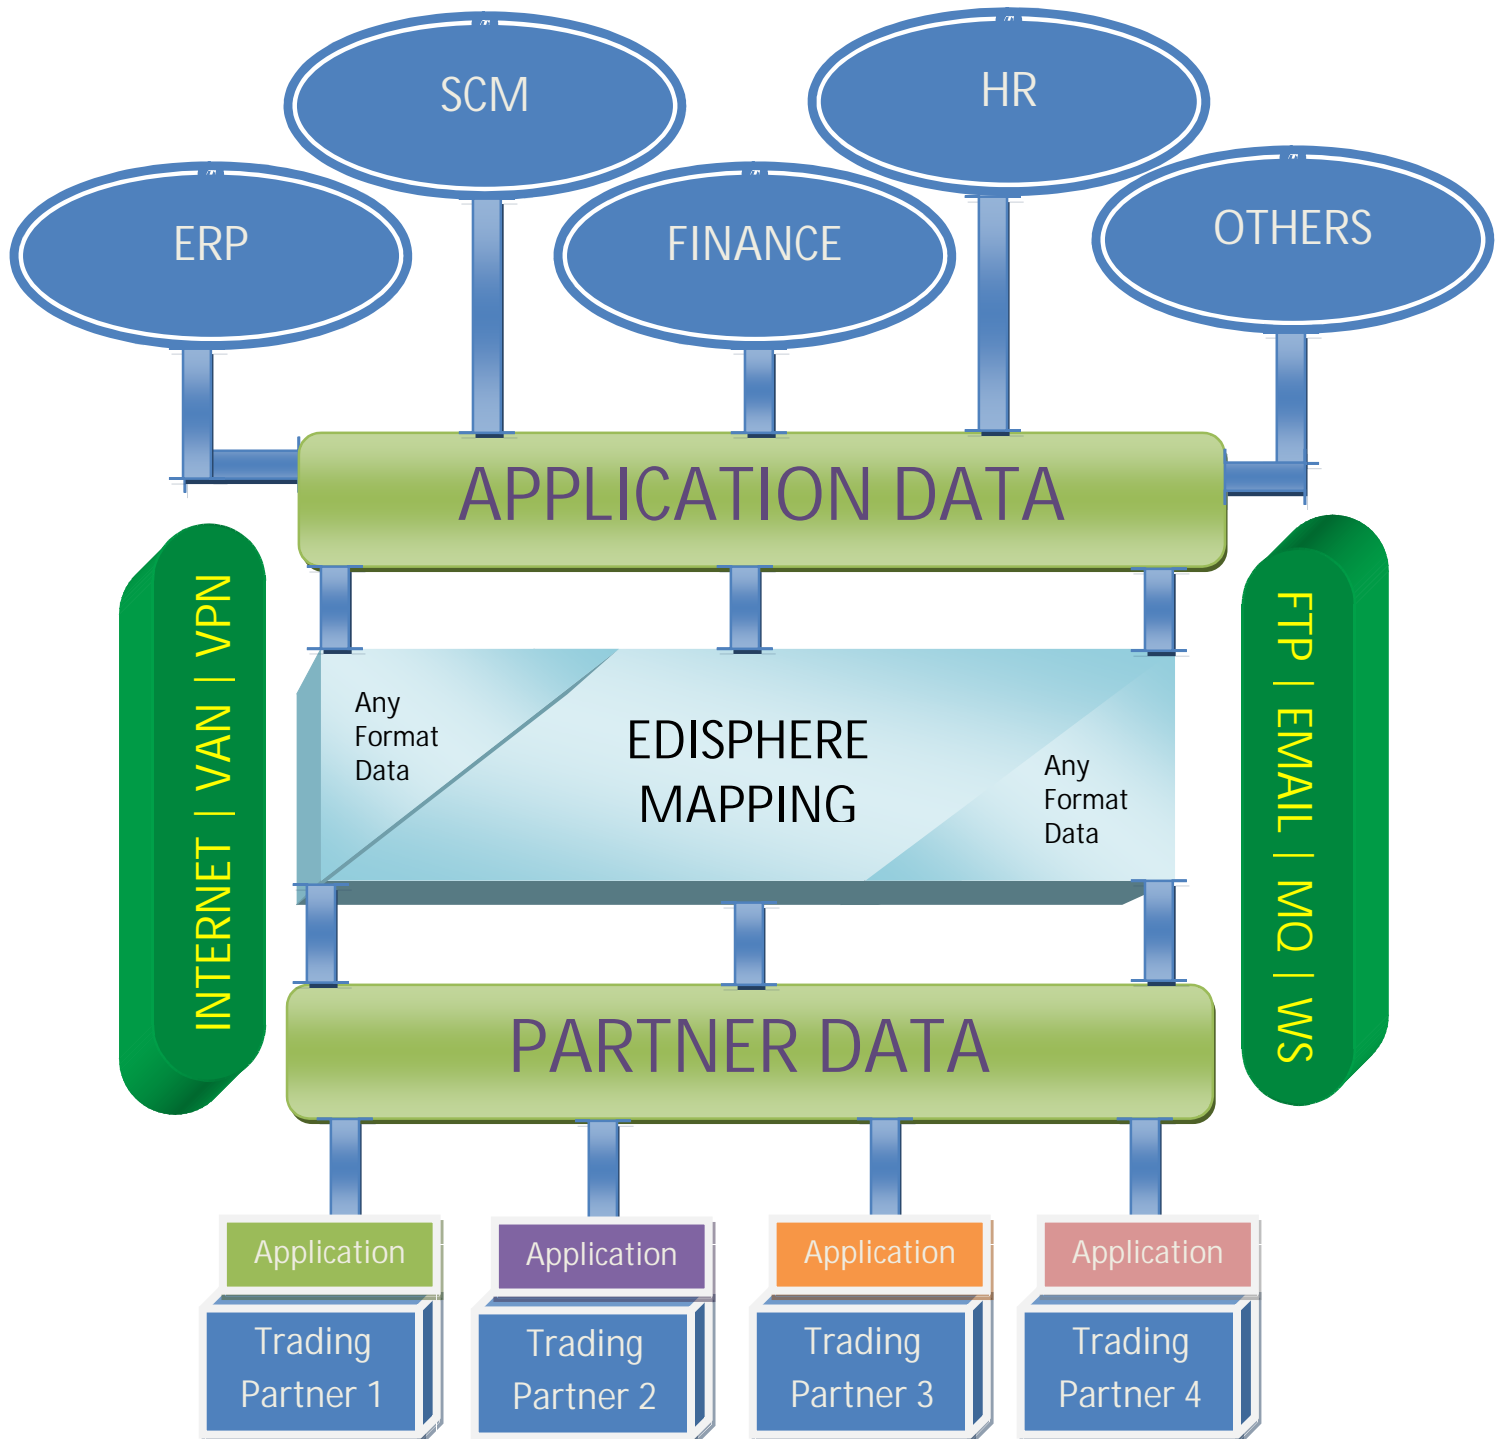 SCM
HR
ERP
FINANCE
OTHERS
APPLICATION DATA
INTERNET | VAN | VPN
FTP | EMAIL | MQ | WS
Any
Format
Data
EDISPHERE
MAPPING
Any
Format
Data
PARTNER DATA
Application
Application
Application
Application
Trading
Partner 1
Trading
Partner 2
Trading
Partner 3
Trading
Partner 4